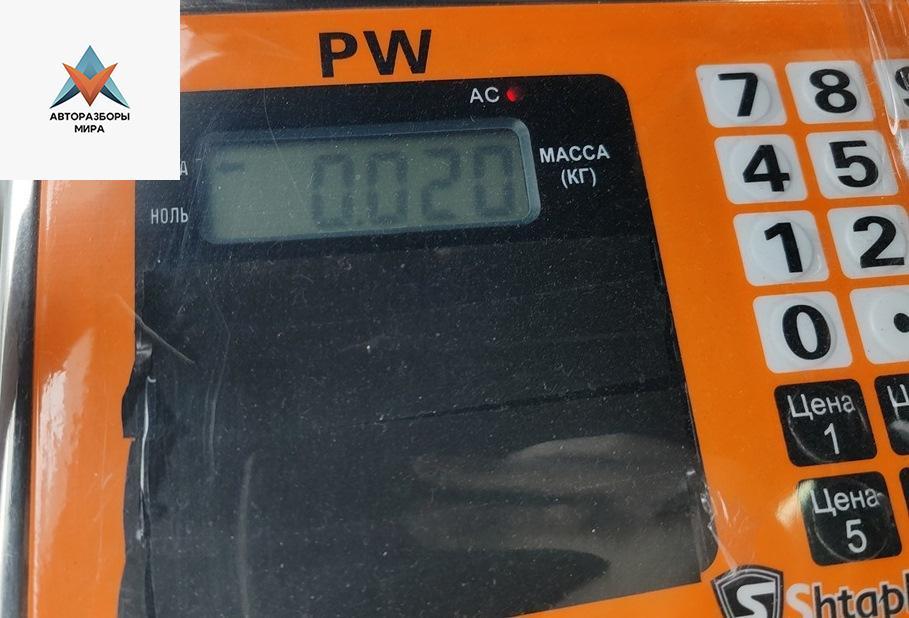 АВТОРАЗБОРЫ
МИРА
PW
AC
0.020
МАССА
(КГ)
НОЛЬ
7 8
4 5
1 2
0 .
Цена
1
Цена
5